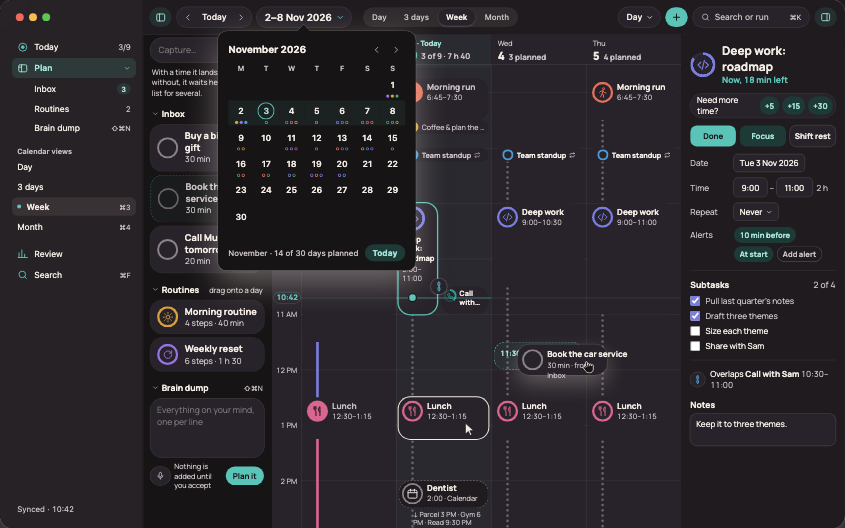 Today 3/9
Plan
Inbox 3
Routines 2
Brain dump ⇧⌘N
Calendar views
Day
3 days
Week ⌘3
Month ⌘4
Review
Search ⌘F
Synced · 10:42
Today
2–8 Nov 2026
Day 3 days Week Month
Day
Search or run ⌘K
Capture...
With a time it lands
without, it waits he
list for several.
Inbox
Buy a bi
gift
30 min
Book th
service
30 min
Call Mu
tomorro
20 min
Routines drag onto a day
Morning routine
4 steps · 40 min
Weekly reset
6 steps · 1 h 30
Brain dump ⇧⌘N
Everything on your mind,
one per line
Nothing is
added until
you accept
Plan it
November 2026
M T W T F S S
1
2 3 4 5 6 7 8
9 10 11 12 13 14 15
16 17 18 19 20 21 22
23 24 25 26 27 28 29
30
November · 14 of 30 days planned
Today
· Today
3 of 9 · 7 h 40
Wed
5 3 planned
Thu
5 4 planned
Morning run
6:45–7:30
Morning run
6:45–7:30
Coffee & plan the ...
Team standup
Team standup
Team standup
Deep work
9:00–10:30
Deep work
9:00–11:00
11:00
10:42
Call
with...
11 AM
12 PM
1 PM
2 PM
11:30
Book the car service
30 min · from
Inbox
Lunch
12:30–1:15
Lunch
12:30–1:15
Lunch
12:30–1:15
Lunch
12:30–1:15
Dentist
2:00 · Calendar
Parcel 3 PM · Gym 6
PM · Read 9:30 PM
Deep work:
roadmap
Now, 18 min left
Need more
time?
+5 +15 +30
Done Focus Shift rest
Date Tue 3 Nov 2026
Time 9:00 – 11:00 2 h
Repeat Never
Alerts 10 min before
At start Add alert
Subtasks 2 of 4
Pull last quarter's notes
Draft three themes
Size each theme
Share with Sam
Overlaps Call with Sam 10:30–
11:00
Notes
Keep it to three themes.